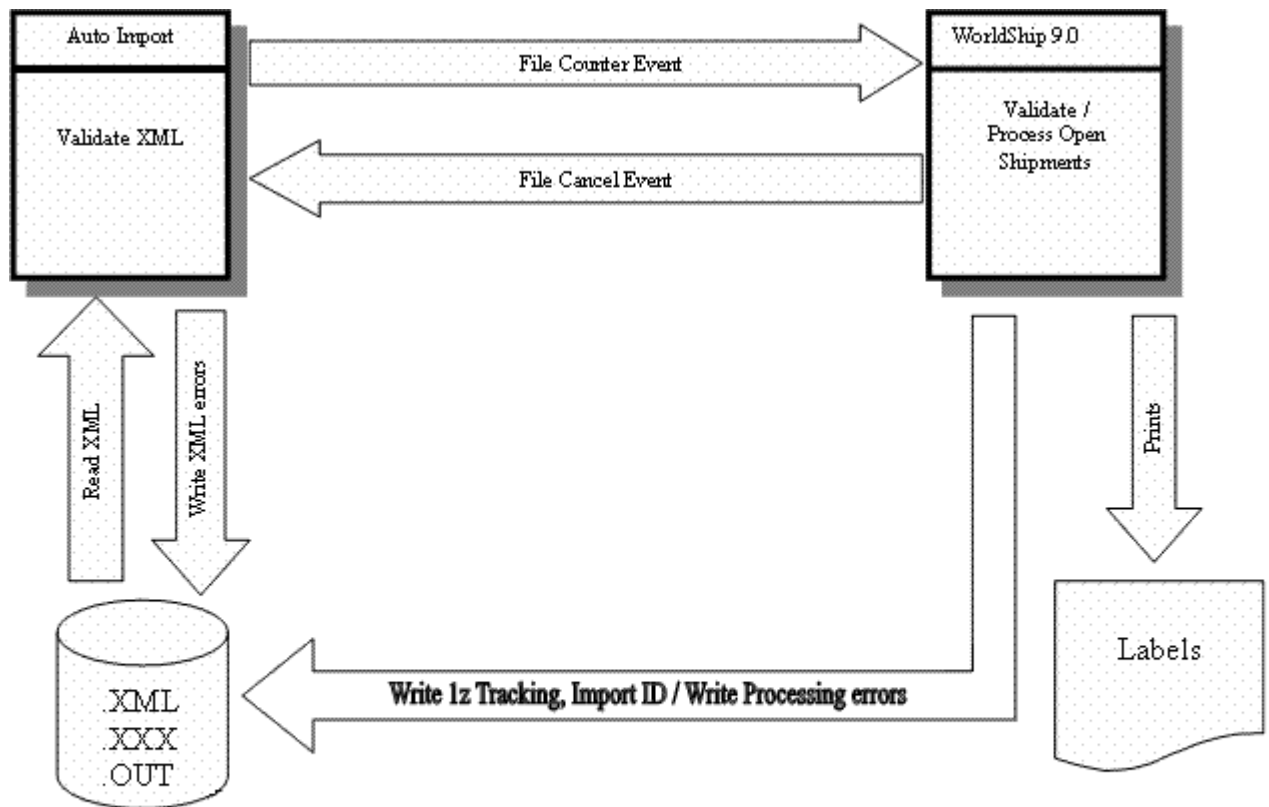 Auto Import
WorldShip 9.0
File Counter Event
Validate XML
Validate /
Process Open
Shipments
File Cancel Event
Read XML
Write XML errors
Prints
Labels
Write 1z Tracking, Import ID / Write Processing errors
.XML
.XXX
.OUT